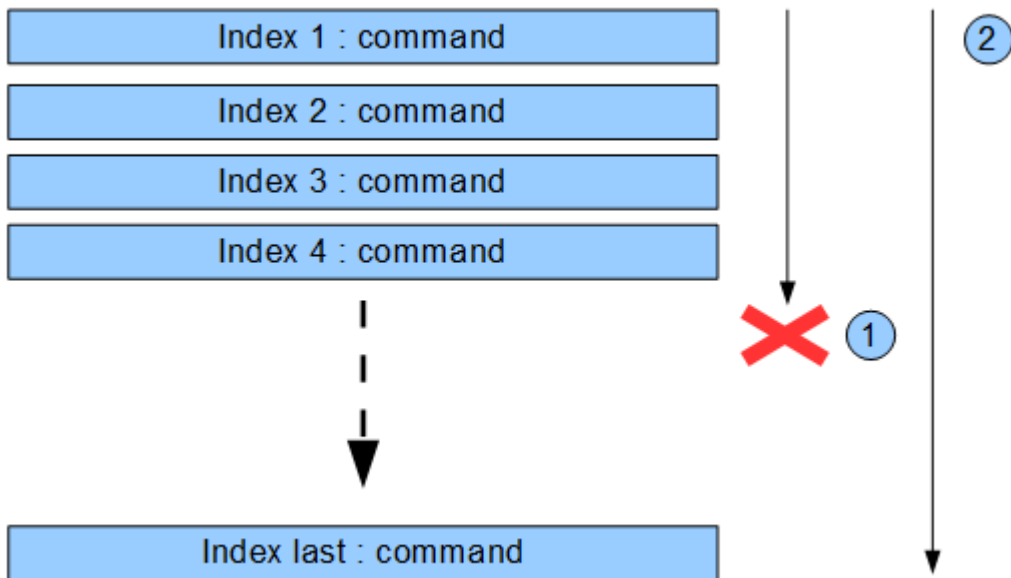 Index 1 : command
2
Index 2 : command
Index 3 : command
Index 4 : command
1
Index last : command